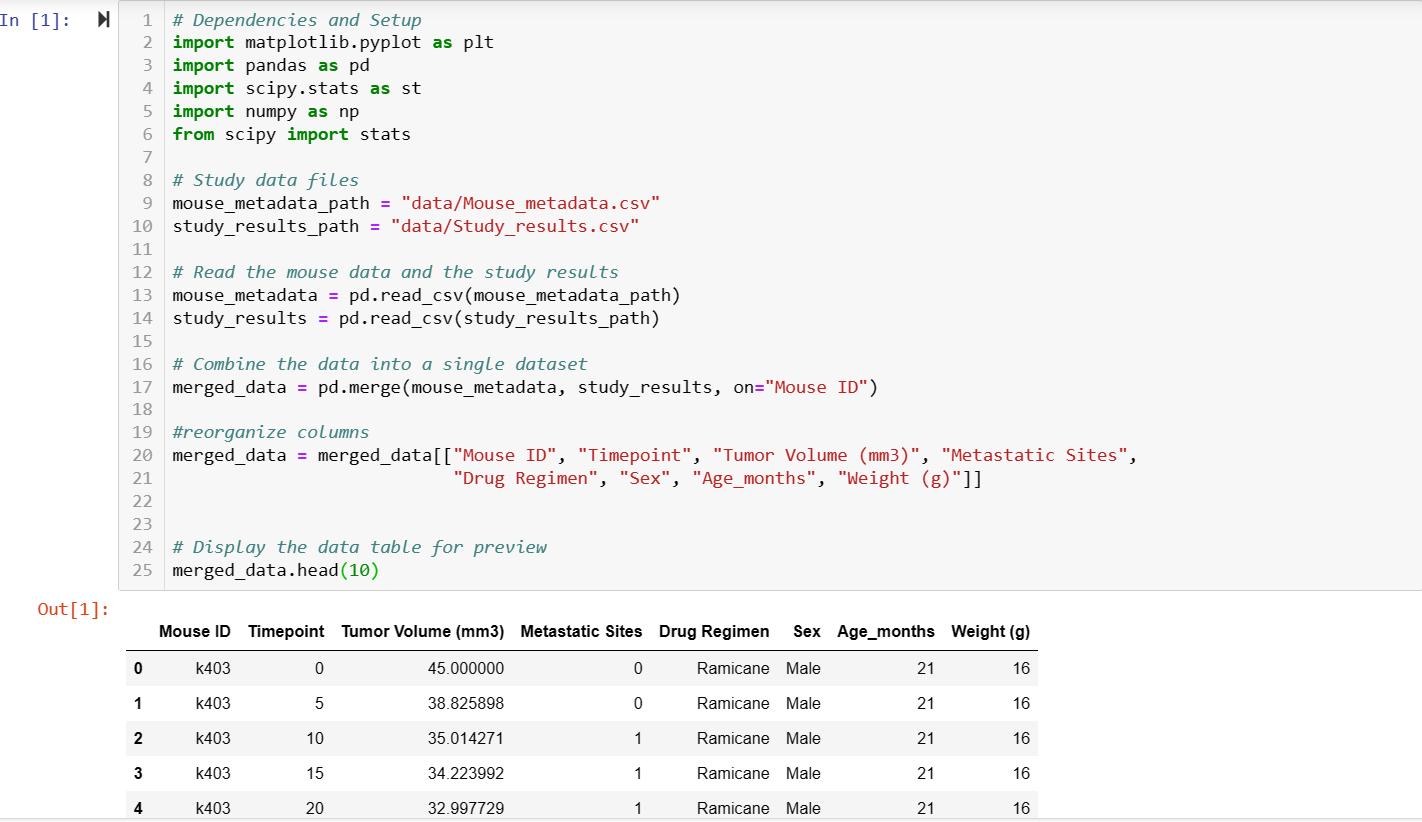 In [1]:
1 # Dependencies and Setup
2 import matplotlib.pyplot as plt
3 import pandas as pd
4 import scipy.stats as st
5 import numpy as np
6 from scipy import stats
7
8 # Study data files
9 mouse_metadata_path = "data/Mouse_metadata.csv"
10 study_results_path = "data/Study_results.csv"
11
12 # Read the mouse data and the study results
13 mouse_metadata = pd.read_csv(mouse_metadata_path)
14 study_results = pd.read_csv(study_results_path)
15
16 # Combine the data into a single dataset
17 merged_data = pd.merge(mouse_metadata, study_results, on="Mouse ID")
18
19 #reorganize columns
20 merged_data = merged_data[["Mouse ID", "Timepoint", "Tumor Volume (mm3)", "Metastatic Sites",
21                            "Drug Regimen", "Sex", "Age_months", "Weight (g)"]]
22
23
24 # Display the data table for preview
25 merged_data.head(10)
Out[1]:
Mouse ID Timepoint Tumor Volume (mm3) Metastatic Sites Drug Regimen Sex Age_months Weight (g)
0 k403 0 45.000000 0 Ramicane Male 21 16
1 k403 5 38.825898 0 Ramicane Male 21 16
2 k403 10 35.014271 1 Ramicane Male 21 16
3 k403 15 34.223992 1 Ramicane Male 21 16
4 k403 20 32.997729 1 Ramicane Male 21 16